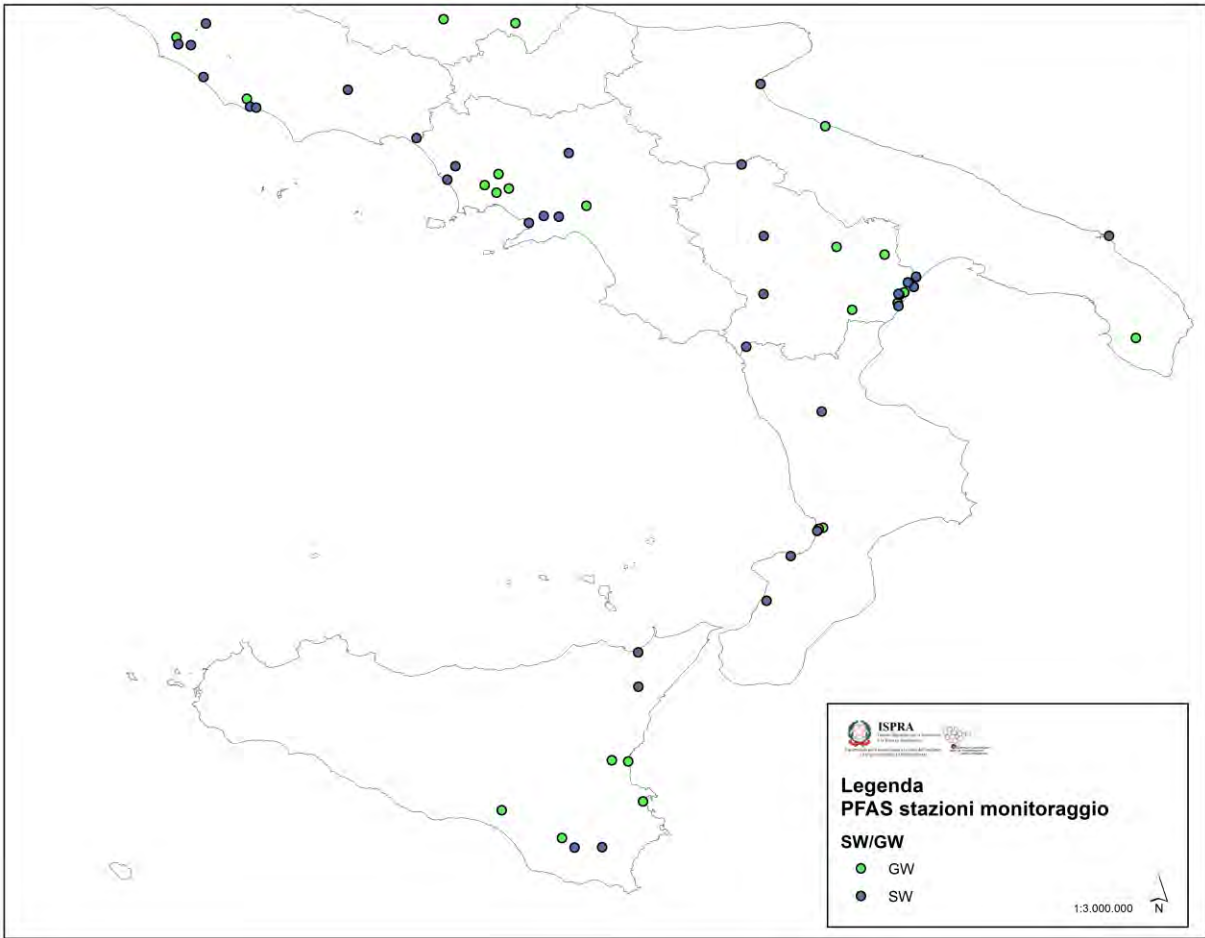 ISPRA
Legenda
PFAS stazioni monitoraggio
SW/GW
GW
SW
1:3.000.000
N